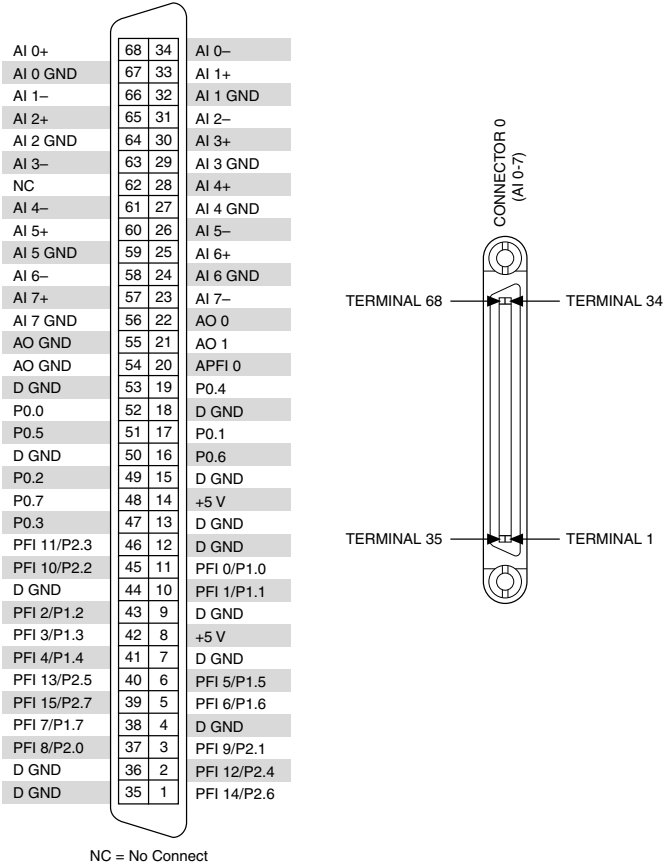 AI 0+ 68 34 AI 0–
AI 0 GND 67 33 AI 1+
AI 1– 66 32 AI 1 GND
AI 2+ 65 31 AI 2–
AI 2 GND 64 30 AI 3+
AI 3– 63 29 AI 3 GND
NC 62 28 AI 4+
AI 4– 61 27 AI 4 GND
AI 5+ 60 26 AI 5–
AI 5 GND 59 25 AI 6+
AI 6– 58 24 AI 6 GND
AI 7+ 57 23 AI 7–
AI 7 GND 56 22 AO 0
AO GND 55 21 AO 1
AO GND 54 20 APFI 0
D GND 53 19 P0.4
P0.0 52 18 D GND
P0.5 51 17 P0.1
D GND 50 16 P0.6
P0.2 49 15 D GND
P0.7 48 14 +5 V
P0.3 47 13 D GND
PFI 11/P2.3 46 12 D GND
PFI 10/P2.2 45 11 PFI 0/P1.0
D GND 44 10 PFI 1/P1.1
PFI 2/P1.2 43 9 D GND
PFI 3/P1.3 42 8 +5 V
PFI 4/P1.4 41 7 D GND
PFI 13/P2.5 40 6 PFI 5/P1.5
PFI 15/P2.7 39 5 PFI 6/P1.6
PFI 7/P1.7 38 4 D GND
PFI 8/P2.0 37 3 PFI 9/P2.1
D GND 36 2 PFI 12/P2.4
D GND 35 1 PFI 14/P2.6
NC = No Connect
CONNECTOR 0
(AI 0-7)
TERMINAL 68 TERMINAL 34
TERMINAL 35 TERMINAL 1